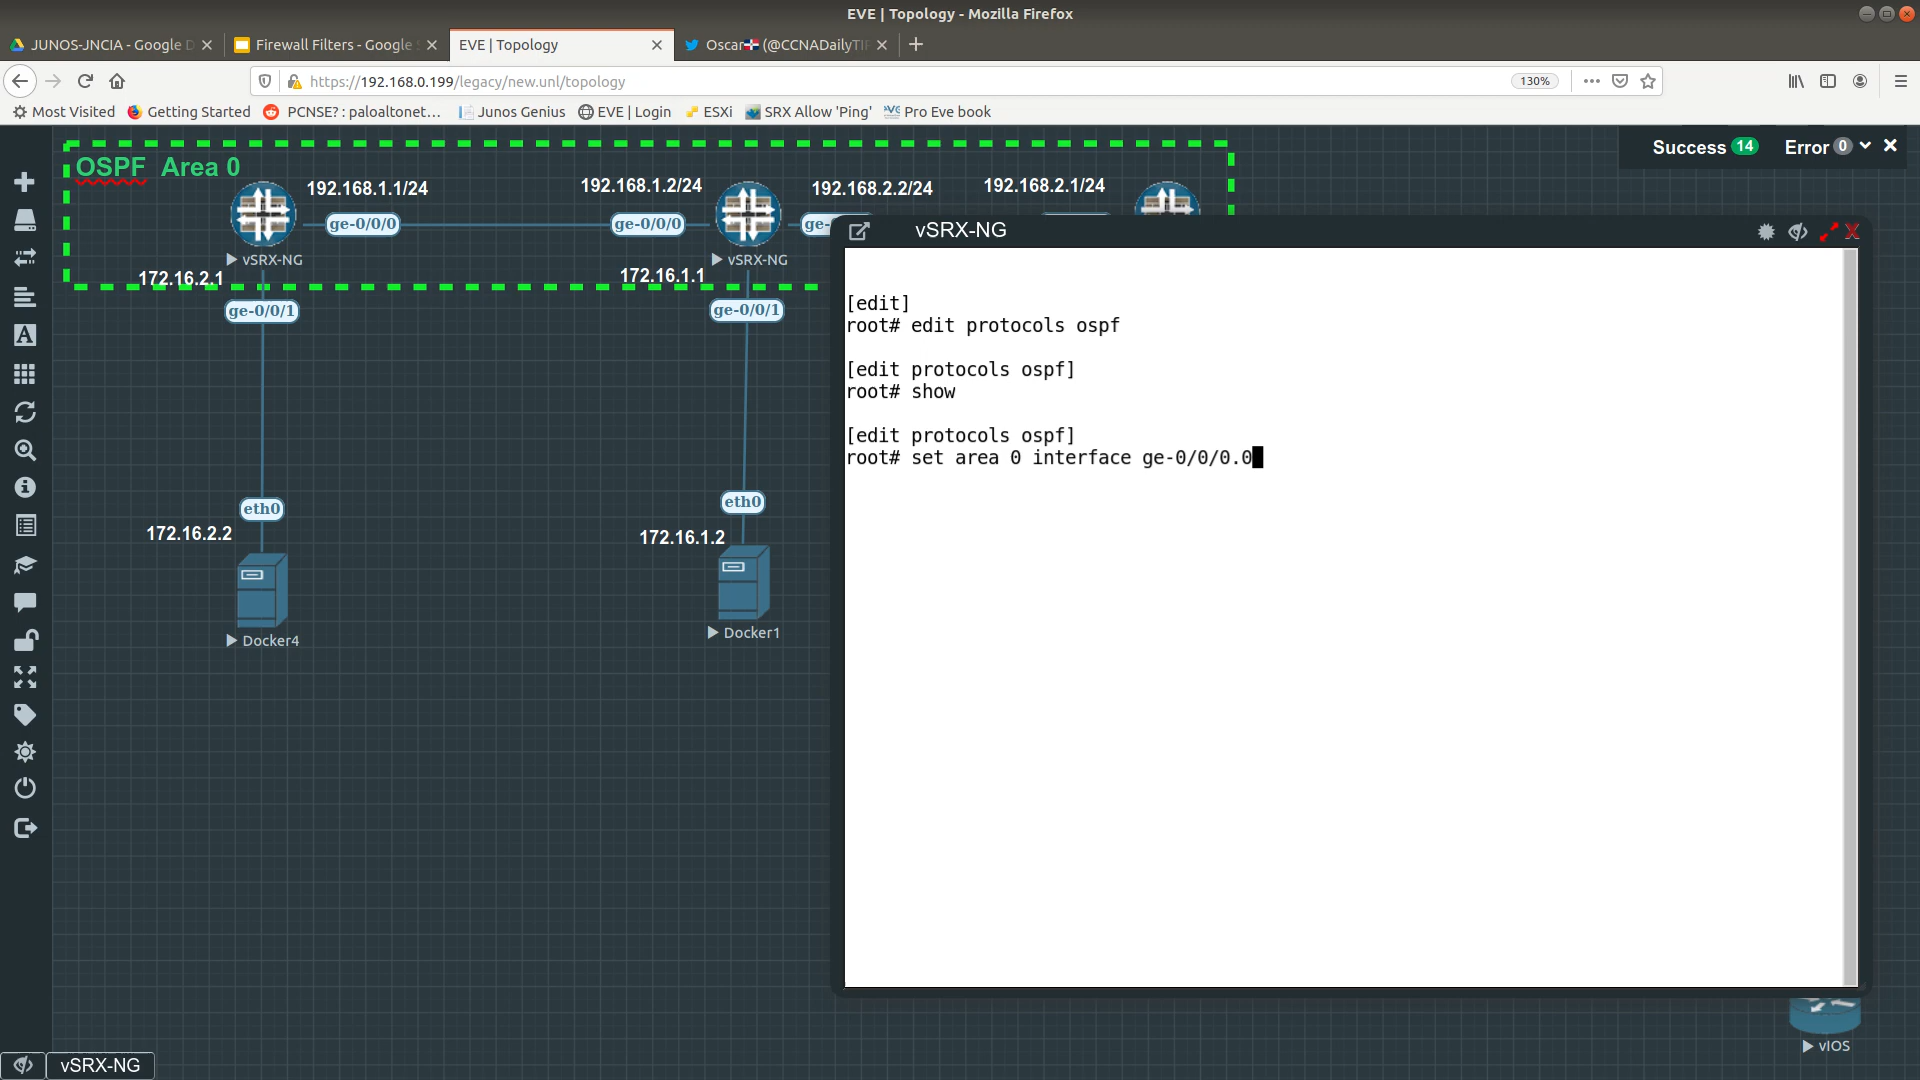 EVE | Topology - Mozilla Firefox
JUNOS-JNCIA - Google D
Firewall Filters - Google
EVE | Topology
Oscar (@CCNADailyTIP
https://192.168.0.199/legacy/new.unl/topology
130%
Most Visited
Getting Started
PCNSE? : paloaltonet…
Junos Genius
EVE | Login
ESXi
SRX Allow 'Ping'
Pro Eve book
Success 14
Error 0
OSPF Area 0
192.168.1.1/24
192.168.1.2/24
192.168.2.2/24
192.168.2.1/24
ge-0/0/0
ge-0/0/0
ge-
vSRX-NG
vSRX-NG
172.16.2.1
172.16.1.1
ge-0/0/1
ge-0/0/1
eth0
eth0
172.16.2.2
172.16.1.2
Docker4
Docker1
vSRX-NG
[edit]
root# edit protocols ospf
[edit protocols ospf]
root# show
[edit protocols ospf]
root# set area 0 interface ge-0/0/0.0
vIOS
vSRX-NG